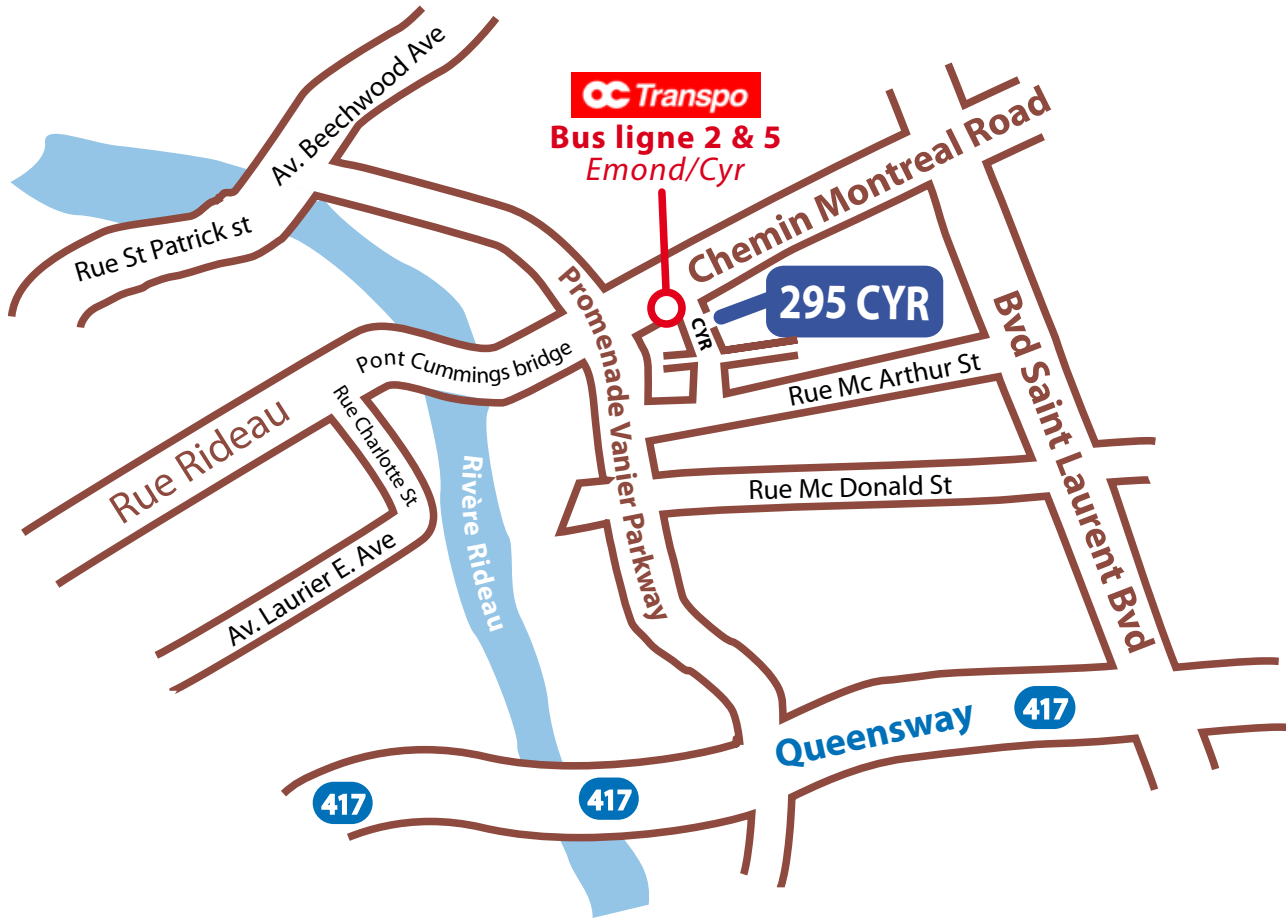 Av. Beechwood Ave
OC Transpo
Bus ligne 2 & 5
Emond/Cyr
Chemin Montreal Road
Rue St Patrick st
Promenade Vanier Parkway
295 CYR
CYR
Bvd Saint Laurent Bvd
Pont Cummings bridge
Rue Mc Arthur St
Rue Rideau
Rue Charlotte St
Rivère Rideau
Rue Mc Donald St
Av. Laurier E. Ave
Queensway
417
417
417